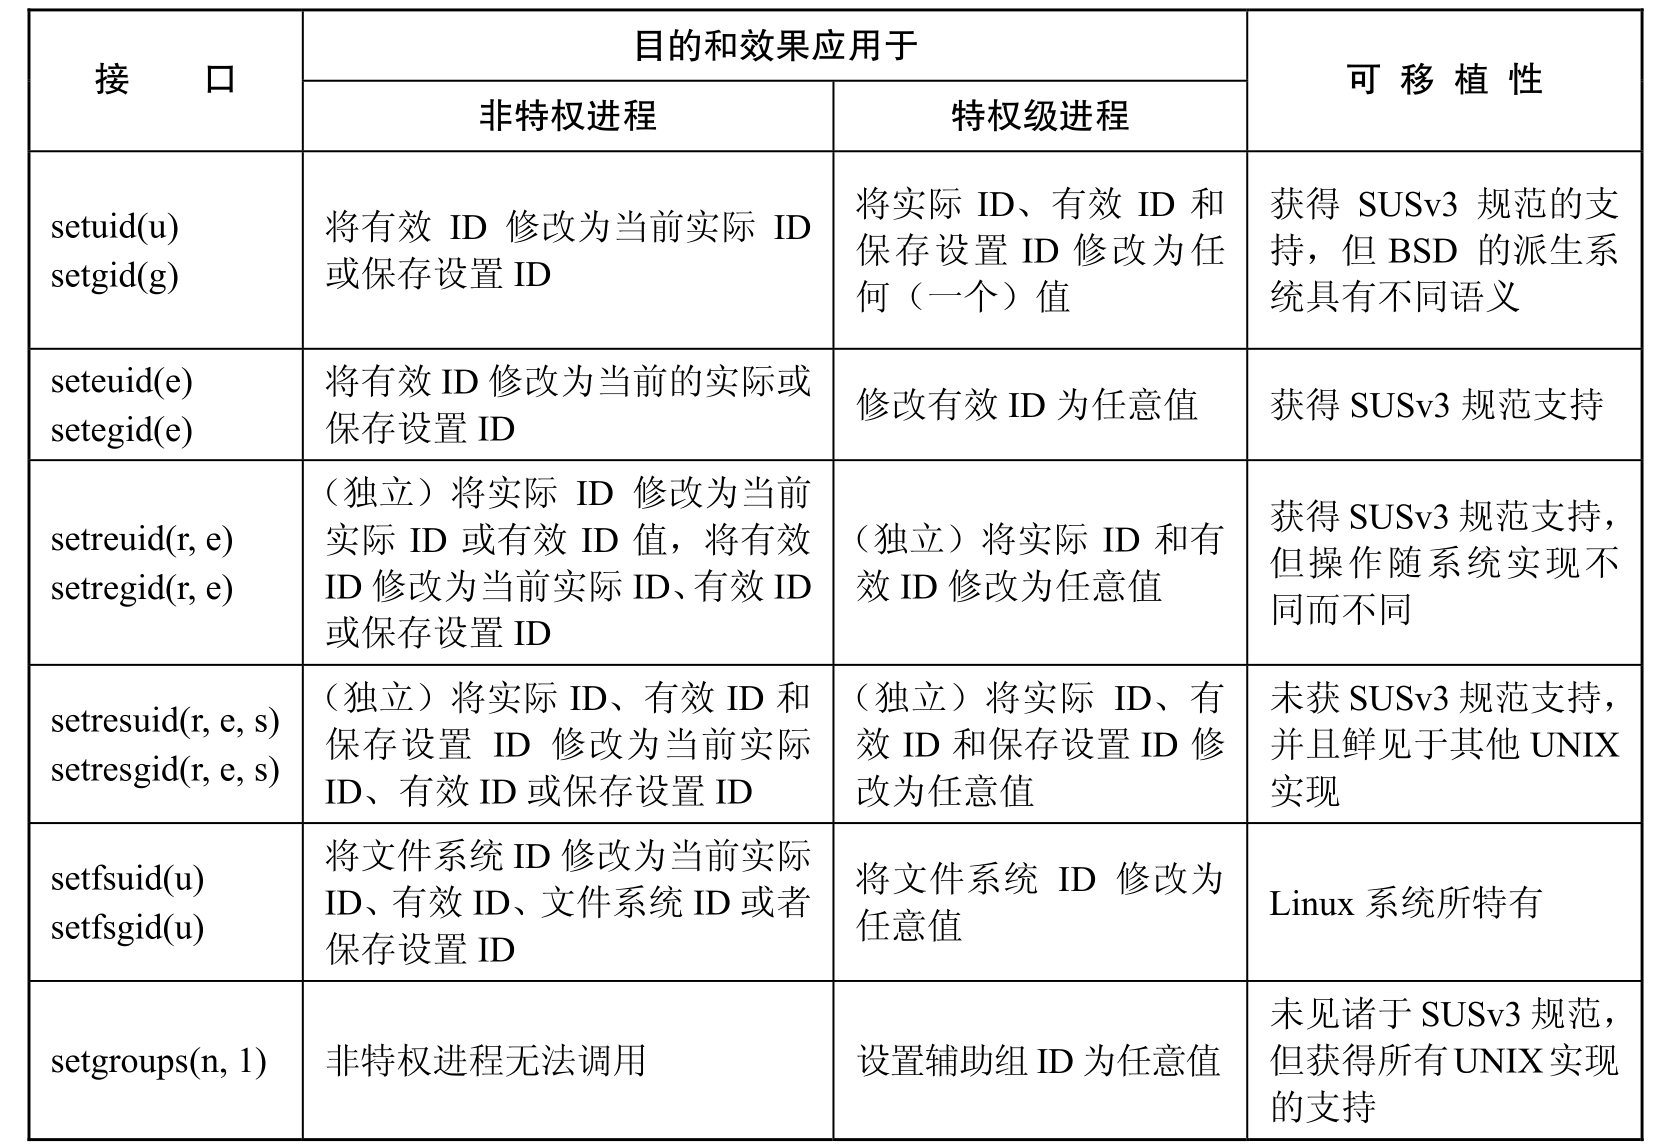 接 口
目的和效果应用于
可移植性
非特权进程
特权级进程
setuid(u)
setgid(g)
将有效 ID 修改为当前实际 ID
或保存设置 ID
将实际 ID、有效 ID 和
保存设置 ID 修改为任
何（一个）值
获得 SUSv3 规范的支
持，但 BSD 的派生系
统具有不同语义
seteuid(e)
setegid(e)
将有效 ID 修改为当前的实际或
保存设置 ID
修改有效 ID 为任意值
获得 SUSv3 规范支持
setreuid(r, e)
setregid(r, e)
（独立）将实际 ID 修改为当前
实际 ID 或有效 ID 值，将有效
ID 修改为当前实际 ID、有效 ID
或保存设置 ID
（独立）将实际 ID 和有
效 ID 修改为任意值
获得 SUSv3 规范支持，
但操作随系统实现不
同而不同
setresuid(r, e, s)
setresgid(r, e, s)
（独立）将实际 ID、有效 ID 和
保存设置 ID 修改为当前实际
ID、有效 ID 或保存设置 ID
（独立）将实际 ID、有
效 ID 和保存设置 ID 修
改为任意值
未获 SUSv3 规范支持，
并且鲜见于其他 UNIX
实现
setfsuid(u)
setfsgid(u)
将文件系统 ID 修改为当前实际
ID、有效 ID、文件系统 ID 或者
保存设置 ID
将文件系统 ID 修改为
任意值
Linux 系统所特有
setgroups(n, 1)
非特权进程无法调用
设置辅助组 ID 为任意值
未见诸于 SUSv3 规范，
但获得所有 UNIX 实现
的支持